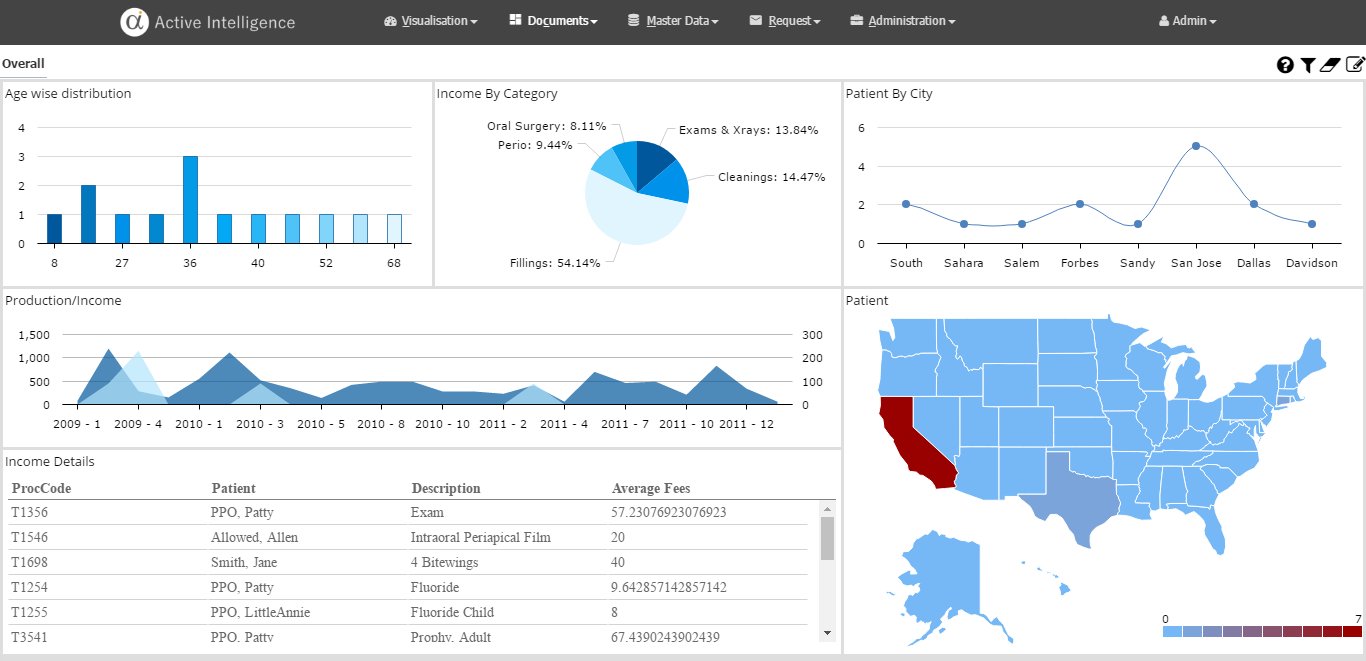 α Active Intelligence Visualisation Documents Master Data Request Administration Admin
Overall
Age wise distribution
4
3
2
1
0
8 27 36 40 52 68
Income By Category
Oral Surgery: 8.11%
Exams & Xrays: 13.84%
Perio: 9.44%
Cleanings: 14.47%
Fillings: 54.14%
Patient By City
6
4
2
0
South Sahara Salem Forbes Sandy San Jose Dallas Davidson
Production/Income
1,500 300
1,000 200
500 100
0 0
2009 - 1 2009 - 4 2010 - 1 2010 - 3 2010 - 5 2010 - 8 2010 - 10 2011 - 2 2011 - 4 2011 - 7 2011 - 10 2011 - 12
Patient
0 7
Income Details
ProcCode Patient Description Average Fees
T1356 PPO, Patty Exam 57.23076923076923
T1546 Allowed, Allen Intraoral Periapical Film 20
T1698 Smith, Jane 4 Bitewings 40
T1254 PPO, Patty Fluoride 9.642857142857142
T1255 PPO, LittleAnnie Fluoride Child 8
T3541 PPO, Patty Prophy, Adult 67.4390243902439